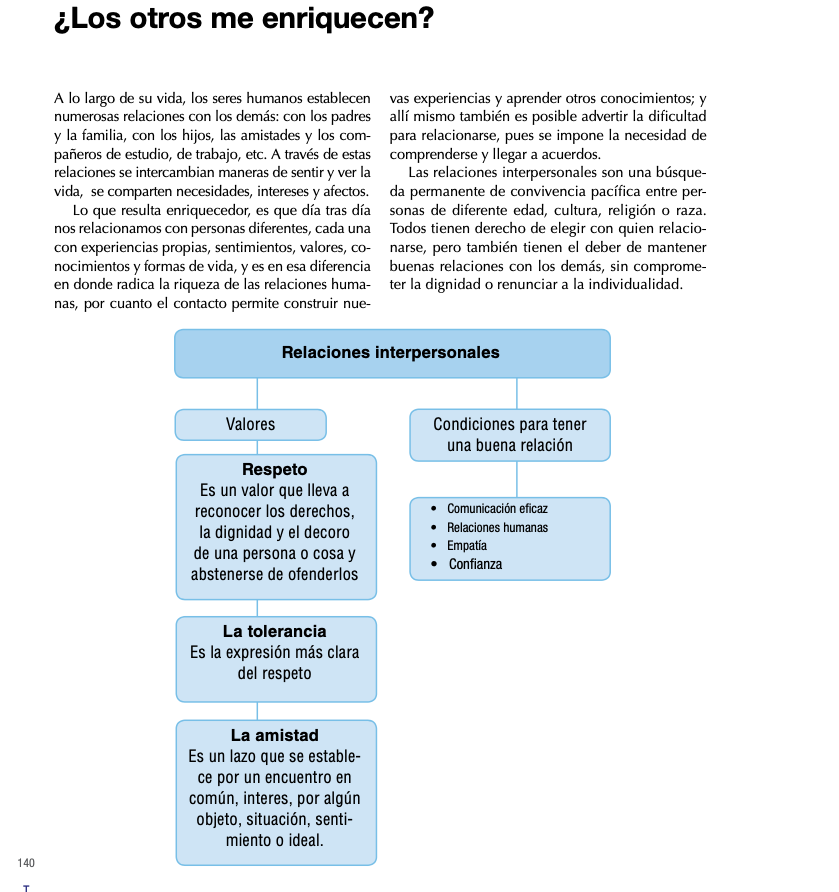 ¿Los otros me enriquecen?
A lo largo de su vida, los seres humanos establecen
numerosas relaciones con los demás: con los padres
y la familia, con los hijos, las amistades y los com-
pañeros de estudio, de trabajo, etc. A través de estas
relaciones se intercambian maneras de sentir y ver la
vida, se comparten necesidades, intereses y afectos.
Lo que resulta enriquecedor, es que día tras día
nos relacionamos con personas diferentes, cada una
con experiencias propias, sentimientos, valores, co-
nocimientos y formas de vida, y es en esa diferencia
en donde radica la riqueza de las relaciones huma-
nas, por cuanto el contacto permite construir nue-
vas experiencias y aprender otros conocimientos; y
allí mismo también es posible advertir la dificultad
para relacionarse, pues se impone la necesidad de
comprenderse y llegar a acuerdos.
Las relaciones interpersonales son una búsque-
da permanente de convivencia pacífica entre per-
sonas de diferente edad, cultura, religión o raza.
Todos tienen derecho de elegir con quien relacio-
narse, pero también tienen el deber de mantener
buenas relaciones con los demás, sin comprome-
ter la dignidad o renunciar a la individualidad.
Relaciones interpersonales
Valores
Respeto
Es un valor que lleva a
reconocer los derechos,
la dignidad y el decoro
de una persona o cosa y
abstenerse de ofenderlos
La tolerancia
Es la expresión más clara
del respeto
La amistad
Es un lazo que se estable-
ce por un encuentro en
común, interes, por algún
objeto, situación, senti-
miento o ideal.
Condiciones para tener
una buena relación
• Comunicación eficaz
• Relaciones humanas
• Empatía
• Confianza
140
T